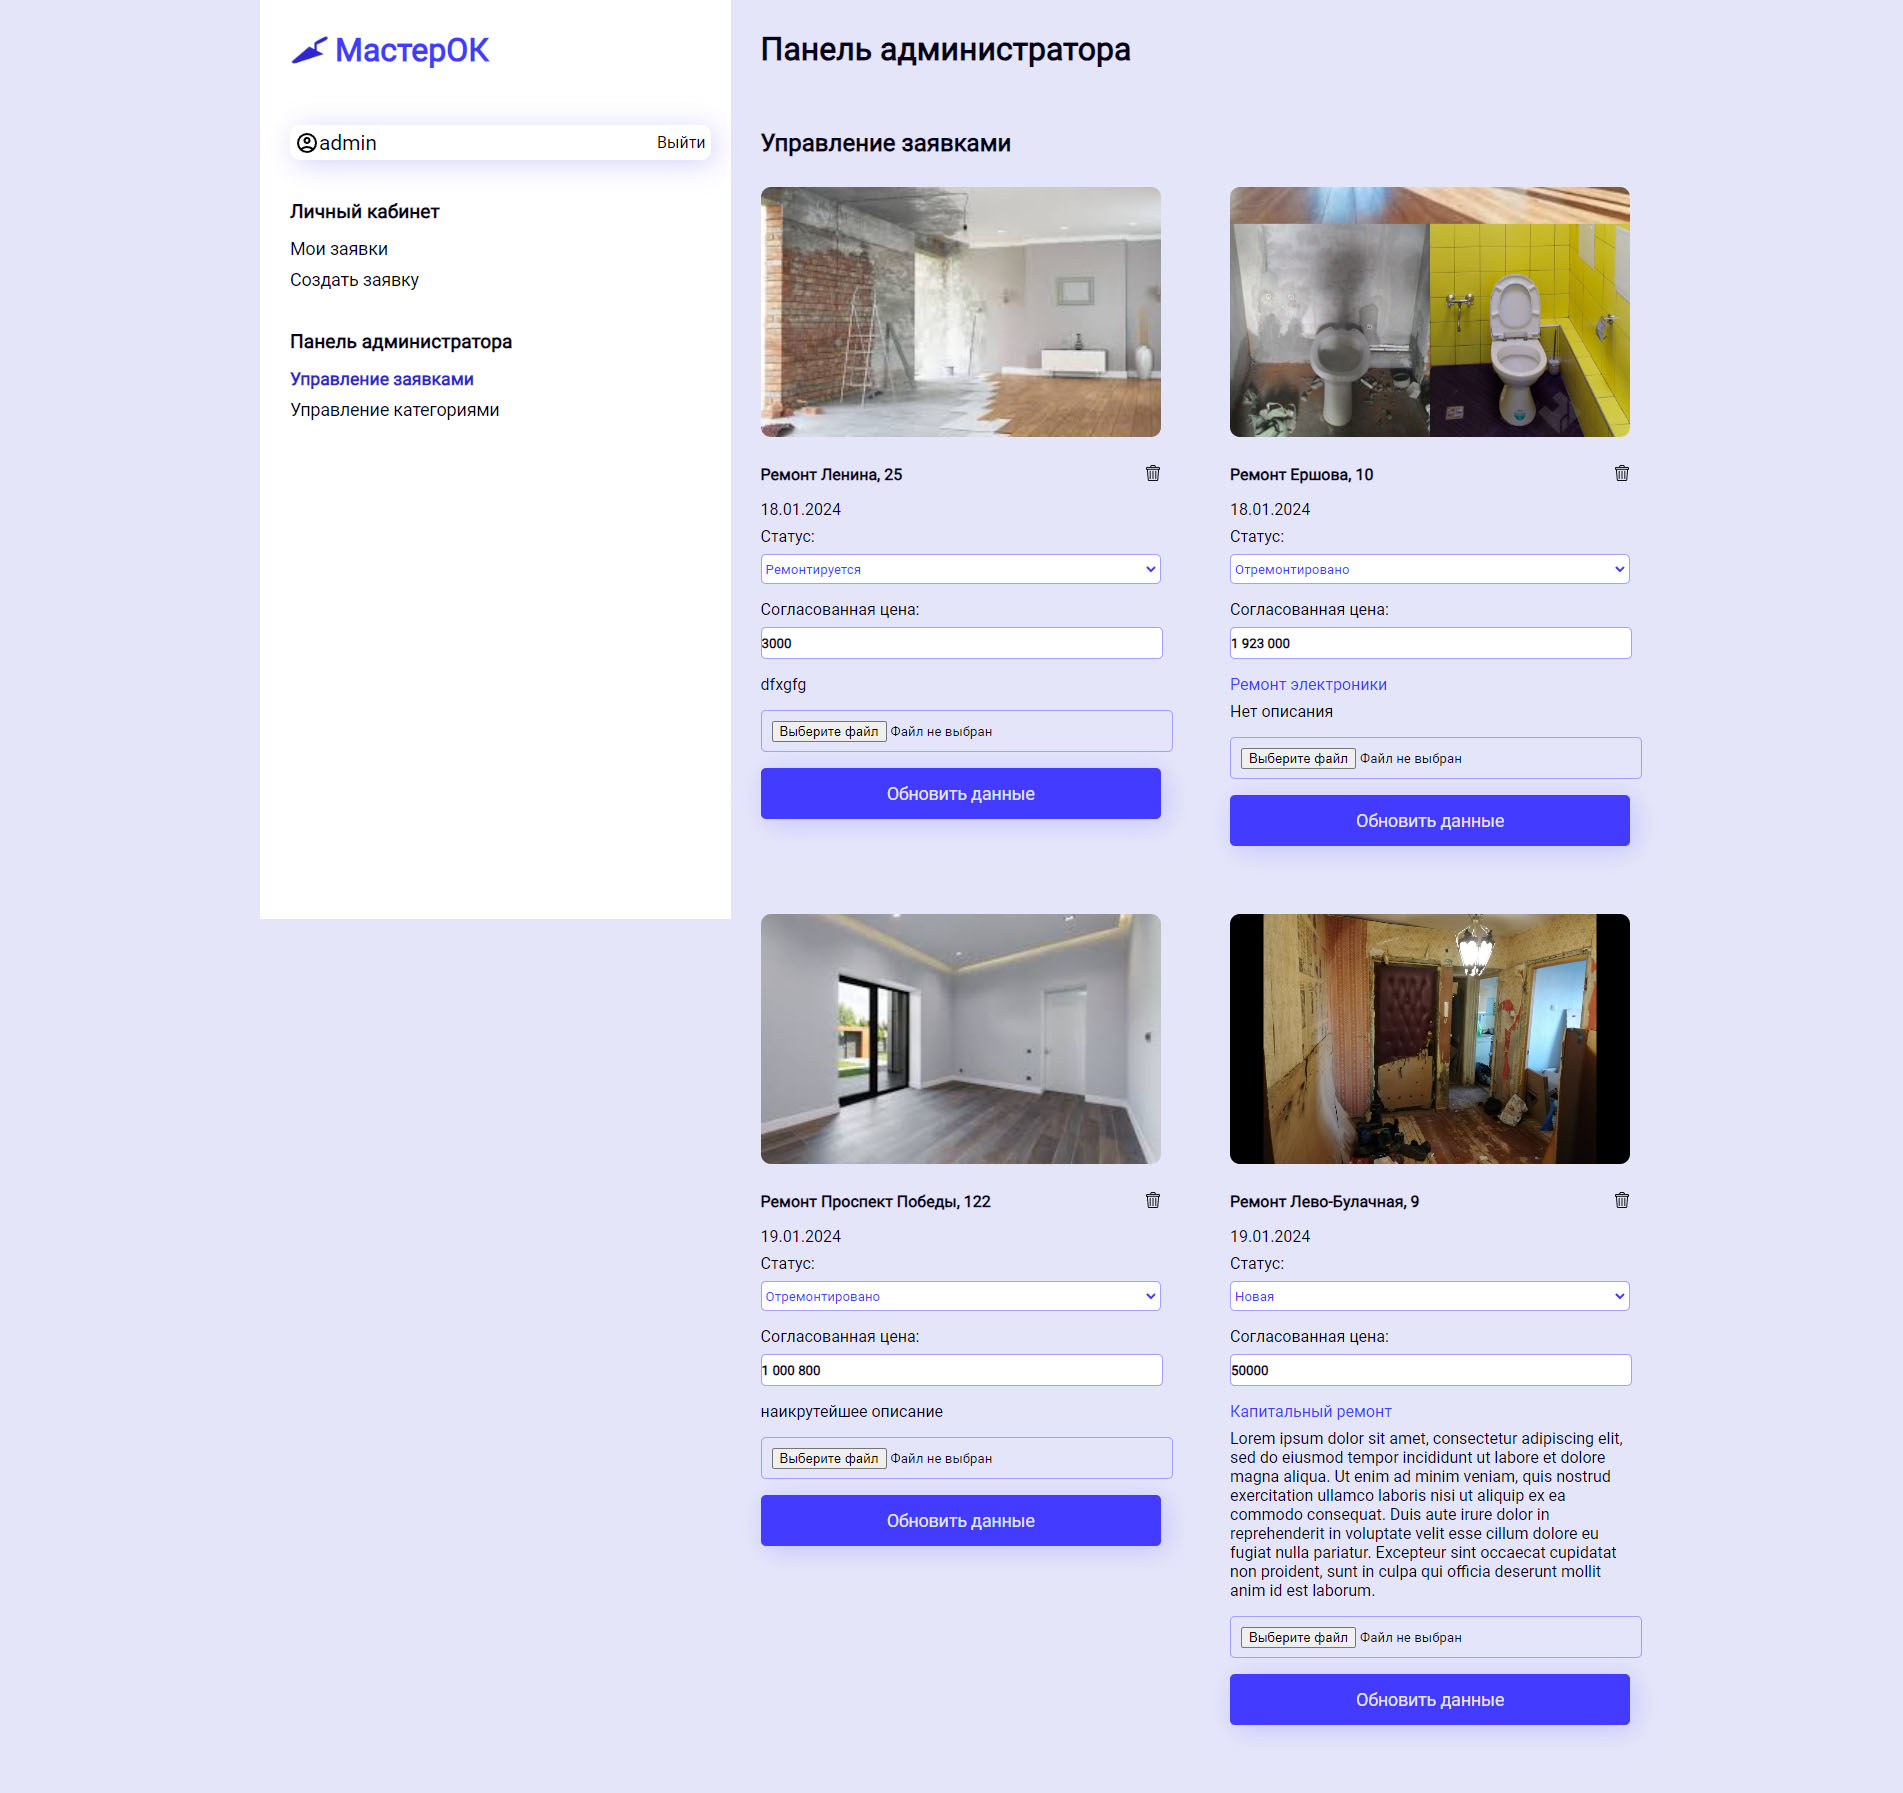 МастерОК
admin
Выйти
Личный кабинет
Мои заявки
Создать заявку
Панель администратора
Управление заявками
Управление категориями
Панель администратора
Управление заявками
Ремонт Ленина, 25
18.01.2024
Статус:
Ремонтируется
Согласованная цена:
3000
dfxgfg
Выберите файл Файл не выбран
Обновить данные
Ремонт Ершова, 10
18.01.2024
Статус:
Отремонтировано
Согласованная цена:
1 923 000
Ремонт электроники
Нет описания
Выберите файл Файл не выбран
Обновить данные
Ремонт Проспект Победы, 122
19.01.2024
Статус:
Отремонтировано
Согласованная цена:
1 000 800
наикрутейшее описание
Выберите файл Файл не выбран
Обновить данные
Ремонт Лево-Булачная, 9
19.01.2024
Статус:
Новая
Согласованная цена:
50000
Капитальный ремонт
Lorem ipsum dolor sit amet, consectetur adipiscing elit,
sed do eiusmod tempor incididunt ut labore et dolore
magna aliqua. Ut enim ad minim veniam, quis nostrud
exercitation ullamco laboris nisi ut aliquip ex ea
commodo consequat. Duis aute irure dolor in
reprehenderit in voluptate velit esse cillum dolore eu
fugiat nulla pariatur. Excepteur sint occaecat cupidatat
non proident, sunt in culpa qui officia deserunt mollit
anim id est laborum.
Выберите файл Файл не выбран
Обновить данные